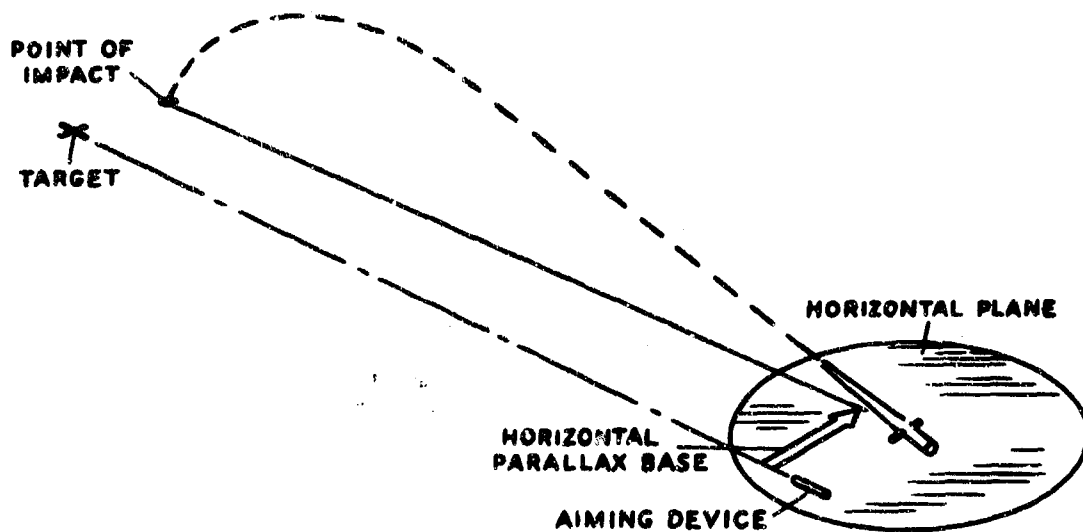 POINT OF
IMPACT
TARGET
HORIZONTAL PLANE
HORIZONTAL
PARALLAX BASE
AIMING DEVICE